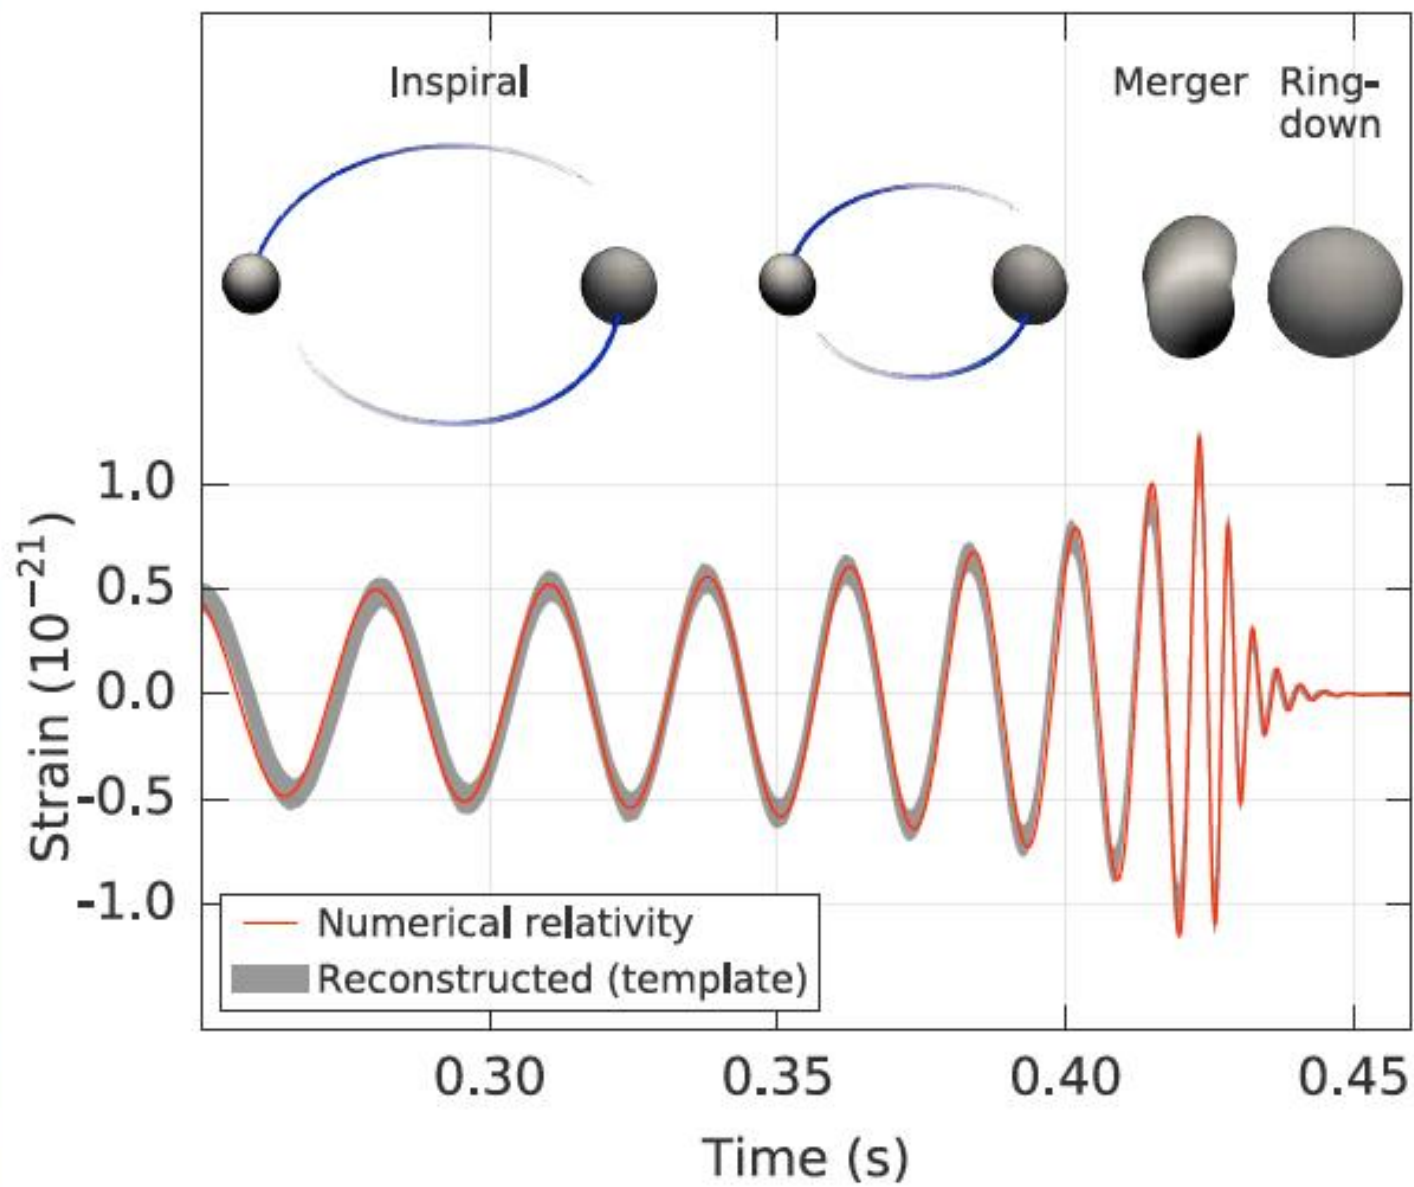 Inspiral
Merger
Ring-
down
Strain (10⁻²¹)
1.0
0.5
0.0
-0.5
-1.0
Numerical relativity
Reconstructed (template)
0.30 0.35 0.40 0.45
Time (s)